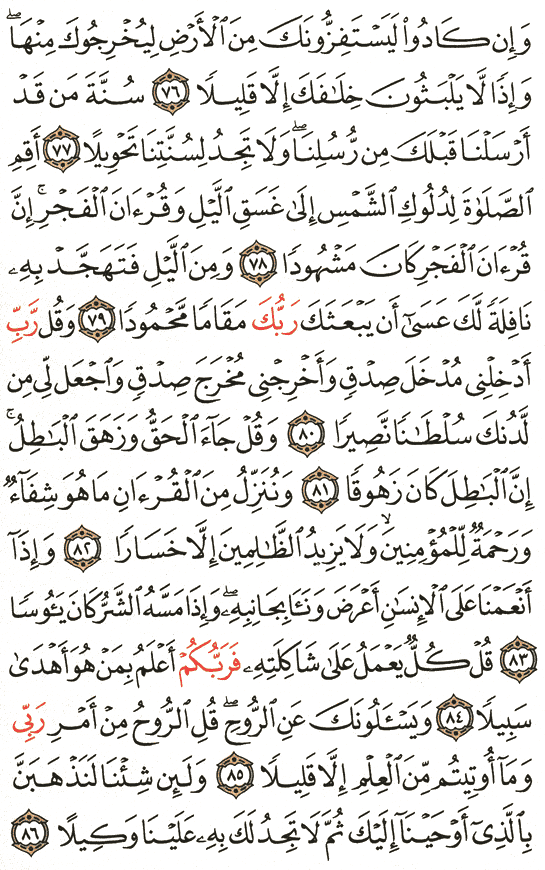 وَإِن كَادُوا۟ لَيَسْتَفِزُّونَكَ مِنَ ٱلْأَرْضِ لِيُخْرِجُوكَ مِنْهَا ۖ
وَإِذًا لَّا يَلْبَثُونَ خِلَٰفَكَ إِلَّا قَلِيلًا ٧٦ سُنَّةَ مَن قَدْ
أَرْسَلْنَا قَبْلَكَ مِن رُّسُلِنَا ۖ وَلَا تَجِدُ لِسُنَّتِنَا تَحْوِيلًا ٧٧ أَقِمِ
ٱلصَّلَوٰةَ لِدُلُوكِ ٱلشَّمْسِ إِلَىٰ غَسَقِ ٱلَّيْلِ وَقُرْءَانَ ٱلْفَجْرِ ۖ إِنَّ
قُرْءَانَ ٱلْفَجْرِ كَانَ مَشْهُودًا ٧٨ وَمِنَ ٱلَّيْلِ فَتَهَجَّدْ بِهِۦ
نَافِلَةً لَّكَ عَسَىٰٓ أَن يَبْعَثَكَ رَبُّكَ مَقَامًا مَّحْمُودًا ٧٩ وَقُل رَّبِّ
أَدْخِلْنِى مُدْخَلَ صِدْقٍ وَأَخْرِجْنِى مُخْرَجَ صِدْقٍ وَٱجْعَل لِّى مِن
لَّدُنكَ سُلْطَٰنًا نَّصِيرًا ٨٠ وَقُلْ جَآءَ ٱلْحَقُّ وَزَهَقَ ٱلْبَٰطِلُ ۚ
إِنَّ ٱلْبَٰطِلَ كَانَ زَهُوقًا ٨١ وَنُنَزِّلُ مِنَ ٱلْقُرْءَانِ مَا هُوَ شِفَآءٌ
وَرَحْمَةٌ لِّلْمُؤْمِنِينَ ۙ وَلَا يَزِيدُ ٱلظَّٰلِمِينَ إِلَّا خَسَارًا ٨٢ وَإِذَآ
أَنْعَمْنَا عَلَى ٱلْإِنسَٰنِ أَعْرَضَ وَنَـَٔا بِجَانِبِهِۦ ۖ وَإِذَا مَسَّهُ ٱلشَّرُّ كَانَ يَـُٔوسًا
٨٣ قُلْ كُلٌّ يَعْمَلُ عَلَىٰ شَاكِلَتِهِۦ فَرَبُّكُمْ أَعْلَمُ بِمَنْ هُوَ أَهْدَىٰ
سَبِيلًا ٨٤ وَيَسْـَٔلُونَكَ عَنِ ٱلرُّوحِ ۖ قُلِ ٱلرُّوحُ مِنْ أَمْرِ رَبِّى
وَمَآ أُوتِيتُم مِّنَ ٱلْعِلْمِ إِلَّا قَلِيلًا ٨٥ وَلَئِن شِئْنَا لَنَذْهَبَنَّ
بِٱلَّذِىٓ أَوْحَيْنَآ إِلَيْكَ ثُمَّ لَا تَجِدُ لَكَ بِهِۦ عَلَيْنَا وَكِيلًا ٨٦